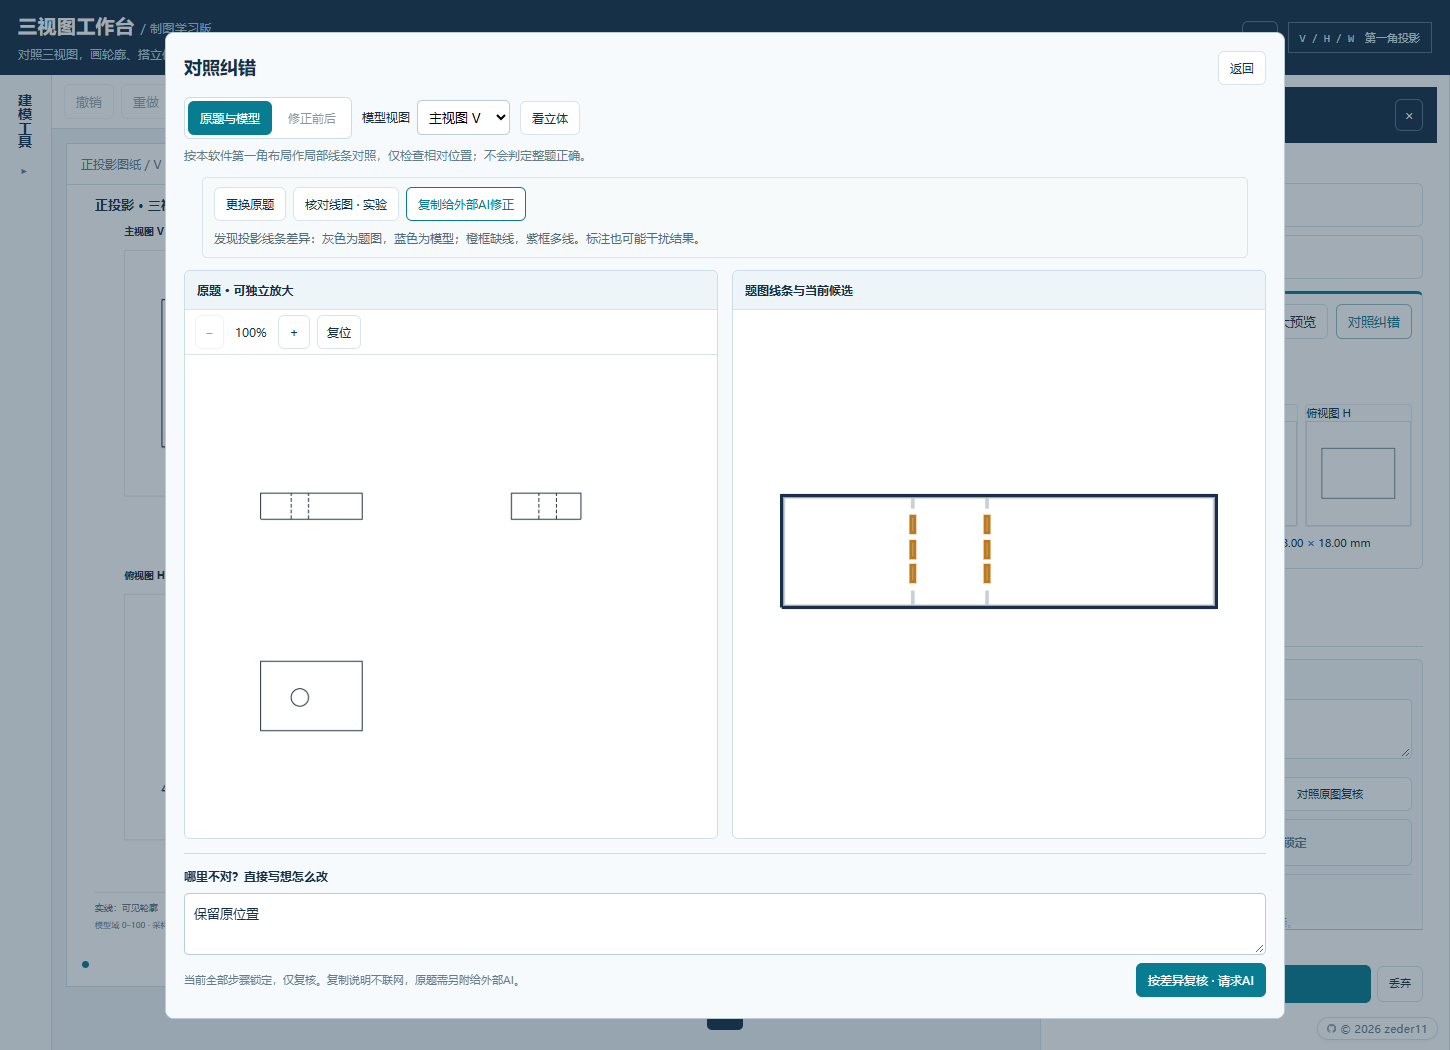 三视图工作台 / 制图学习版
对照三视图，画轮廓、搭立体
V / H / W 第一角投影
建模工具
撤销 重做
正投影图纸 / V
正投影 • 三视
主视图 V
俯视图 H
实线：可见轮廓
模型域 0–100 · 采样
对照纠错
返回
原题与模型 修正前后 模型视图 主视图 V 看立体
按本软件第一角布局作局部线条对照，仅检查相对位置；不会判定整题正确。
更换原题 核对线图 · 实验 复制给外部AI修正
发现投影线条差异：灰色为题图，蓝色为模型；橙框缺线，紫框多线。标注也可能干扰结果。
原题 • 可独立放大
− 100% + 复位
题图线条与当前候选
哪里不对？直接写想怎么改
保留原位置
当前全部步骤锁定，仅复核。复制说明不联网，原题需另附给外部AI。
按差异复核 · 请求AI
×
大预览 对照纠错
俯视图 H
3.00 × 18.00 mm
对照原图复核
锁定
丢弃
© 2026 zeder11